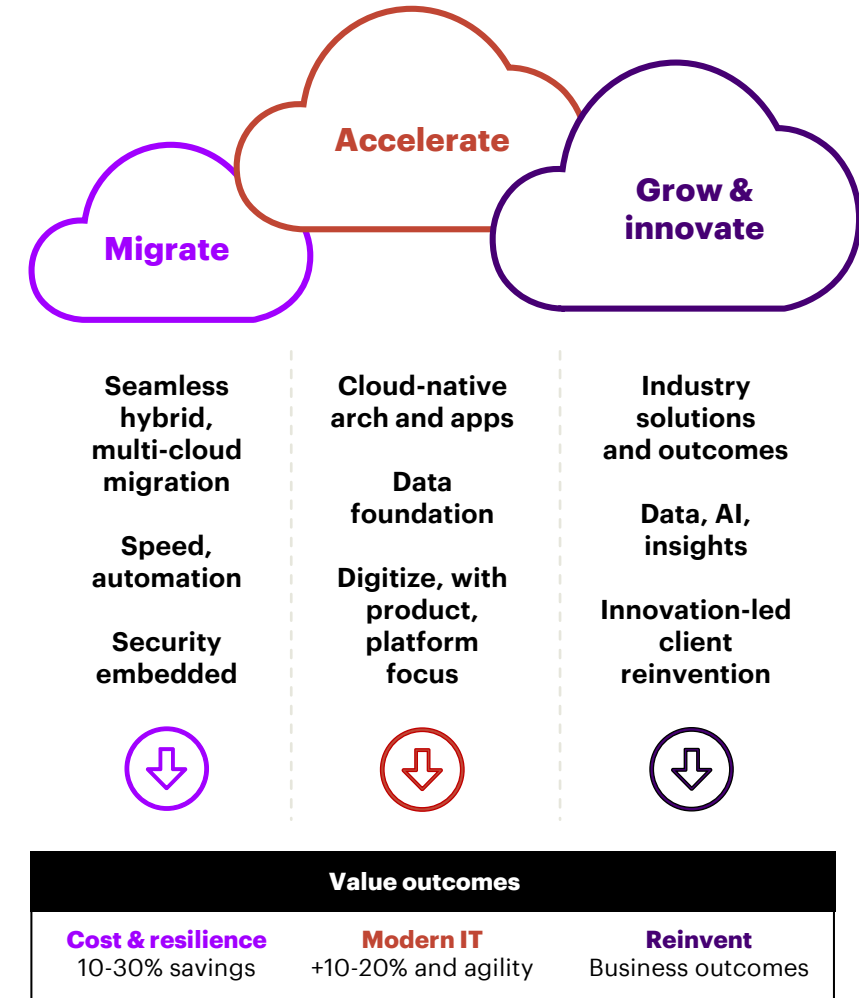 Migrate
Accelerate
Grow &
innovate
Seamless
hybrid,
multi-cloud
migration
Speed,
automation
Security
embedded
Cloud-native
arch and apps
Data
foundation
Digitize, with
product,
platform
focus
Industry
solutions
and outcomes
Data, AI,
insights
Innovation-led
client
reinvention
Value outcomes
Cost & resilience
10-30% savings
Modern IT
+10-20% and agility
Reinvent
Business outcomes